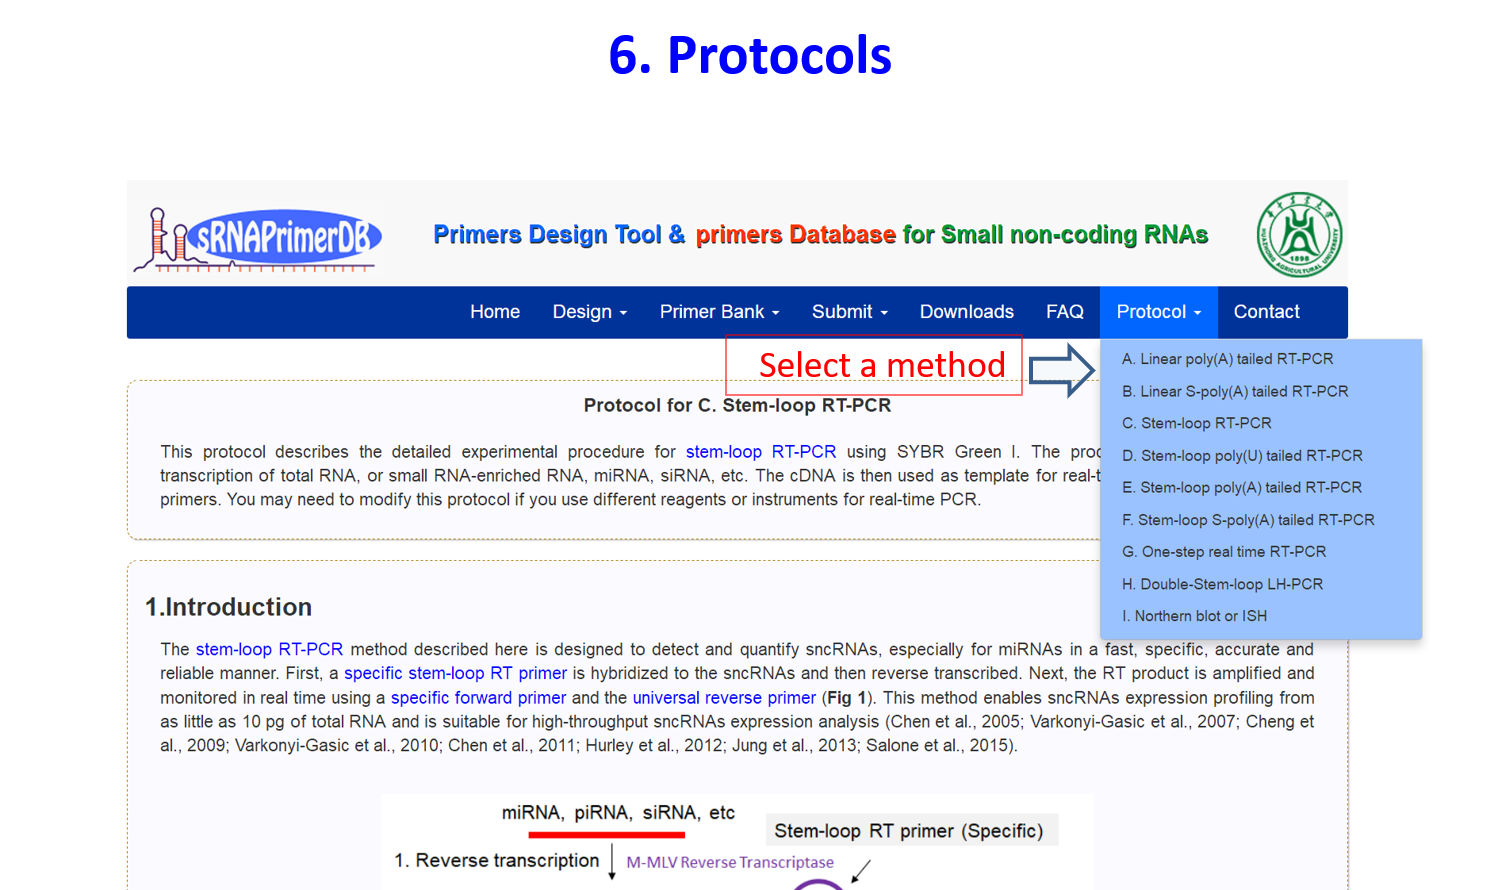 6. Protocols
sRNAPrimerDB
Primers Design Tool & primers Database for Small non-coding RNAs
HUAZHONG AGRICULTURAL UNIVERSITY
1898
Home Design Primer Bank Submit Downloads FAQ Protocol Contact
Select a method
A. Linear poly(A) tailed RT-PCR
B. Linear S-poly(A) tailed RT-PCR
C. Stem-loop RT-PCR
D. Stem-loop poly(U) tailed RT-PCR
E. Stem-loop poly(A) tailed RT-PCR
F. Stem-loop S-poly(A) tailed RT-PCR
G. One-step real time RT-PCR
H. Double-Stem-loop LH-PCR
I. Northern blot or ISH
Protocol for C. Stem-loop RT-PCR
This protocol describes the detailed experimental procedure for stem-loop RT-PCR using SYBR Green I. The
transcription of total RNA, or small RNA-enriched RNA, miRNA, siRNA, etc. The cDNA is then used as template for
primers. You may need to modify this protocol if you use different reagents or instruments for real-time PCR.
1.Introduction
The stem-loop RT-PCR method described here is designed to detect and quantify sncRNAs, especially for miRNAs in a fast, specific, accurate and
reliable manner. First, a specific stem-loop RT primer is hybridized to the sncRNAs and then reverse transcribed. Next, the RT product is amplified and
monitored in real time using a specific forward primer and the universal reverse primer (Fig 1). This method enables sncRNAs expression profiling from
as little as 10 pg of total RNA and is suitable for high-throughput sncRNAs expression analysis (Chen et al., 2005; Varkonyi-Gasic et al., 2007; Cheng et
al., 2009; Varkonyi-Gasic et al., 2010; Chen et al., 2011; Hurley et al., 2012; Jung et al., 2013; Salone et al., 2015).
miRNA, piRNA, siRNA, etc
Stem-loop RT primer (Specific)
1. Reverse transcription
M-MLV Reverse Transcriptase